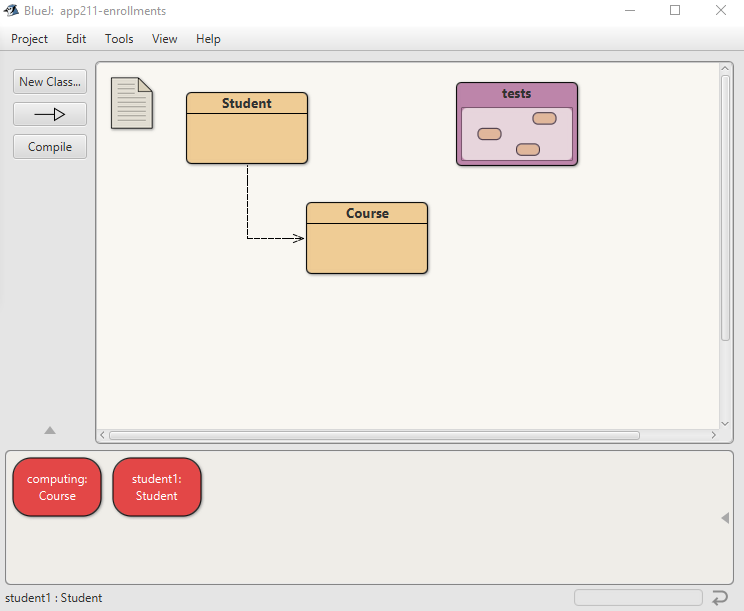 BlueJ: app211-enrollments
Project Edit Tools View Help
New Class...
Compile
Student
tests
Course
computing:
Course
student1:
Student
student1 : Student